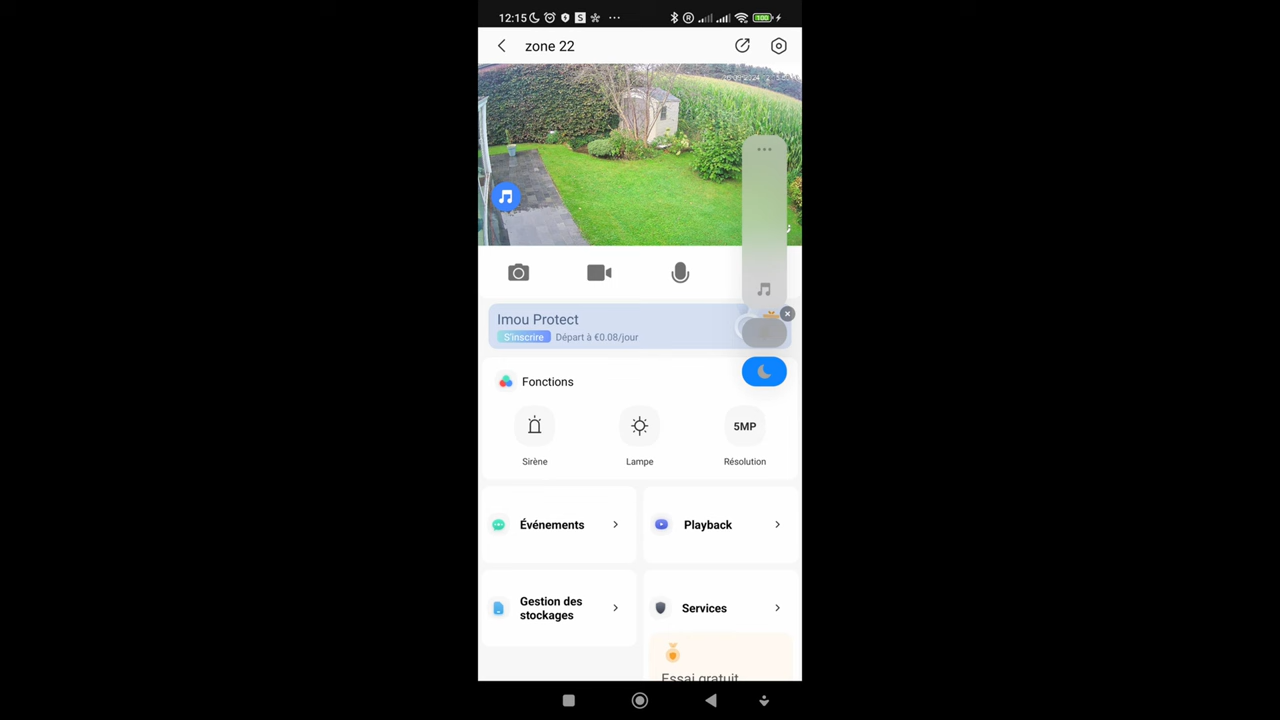 12:15
100
zone 22
Imou Protect
S'inscrire Départ à €0.08/jour
Fonctions
5MP
Sirène Lampe Résolution
Événements Playback
Gestion des
stockages
Services
Essai gratuit